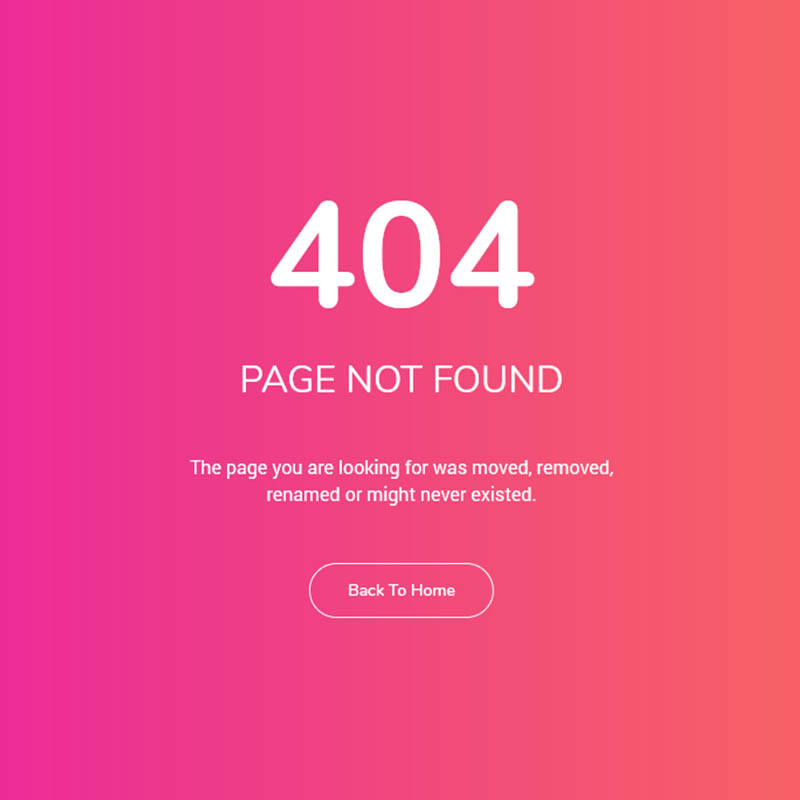 404
PAGE NOT FOUND
The page you are looking for was moved, removed,
renamed or might never existed.
Back To Home